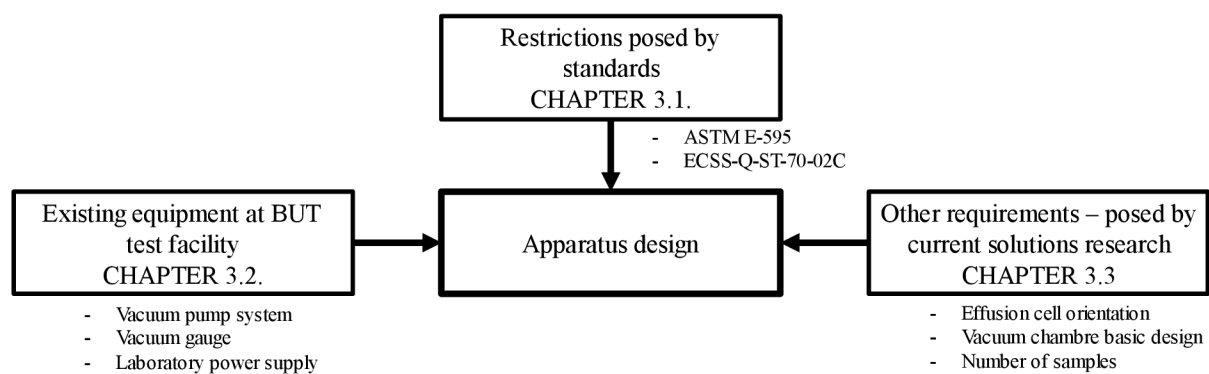 Restrictions posed by
standards
CHAPTER 3.1.
- ASTM E-595
- ECSS-Q-ST-70-02C
Existing equipment at BUT
test facility
CHAPTER 3.2.
- Vacuum pump system
- Vacuum gauge
- Laboratory power supply
Apparatus design
Other requirements – posed by
current solutions research
CHAPTER 3.3
- Effusion cell orientation
- Vacuum chambre basic design
- Number of samples